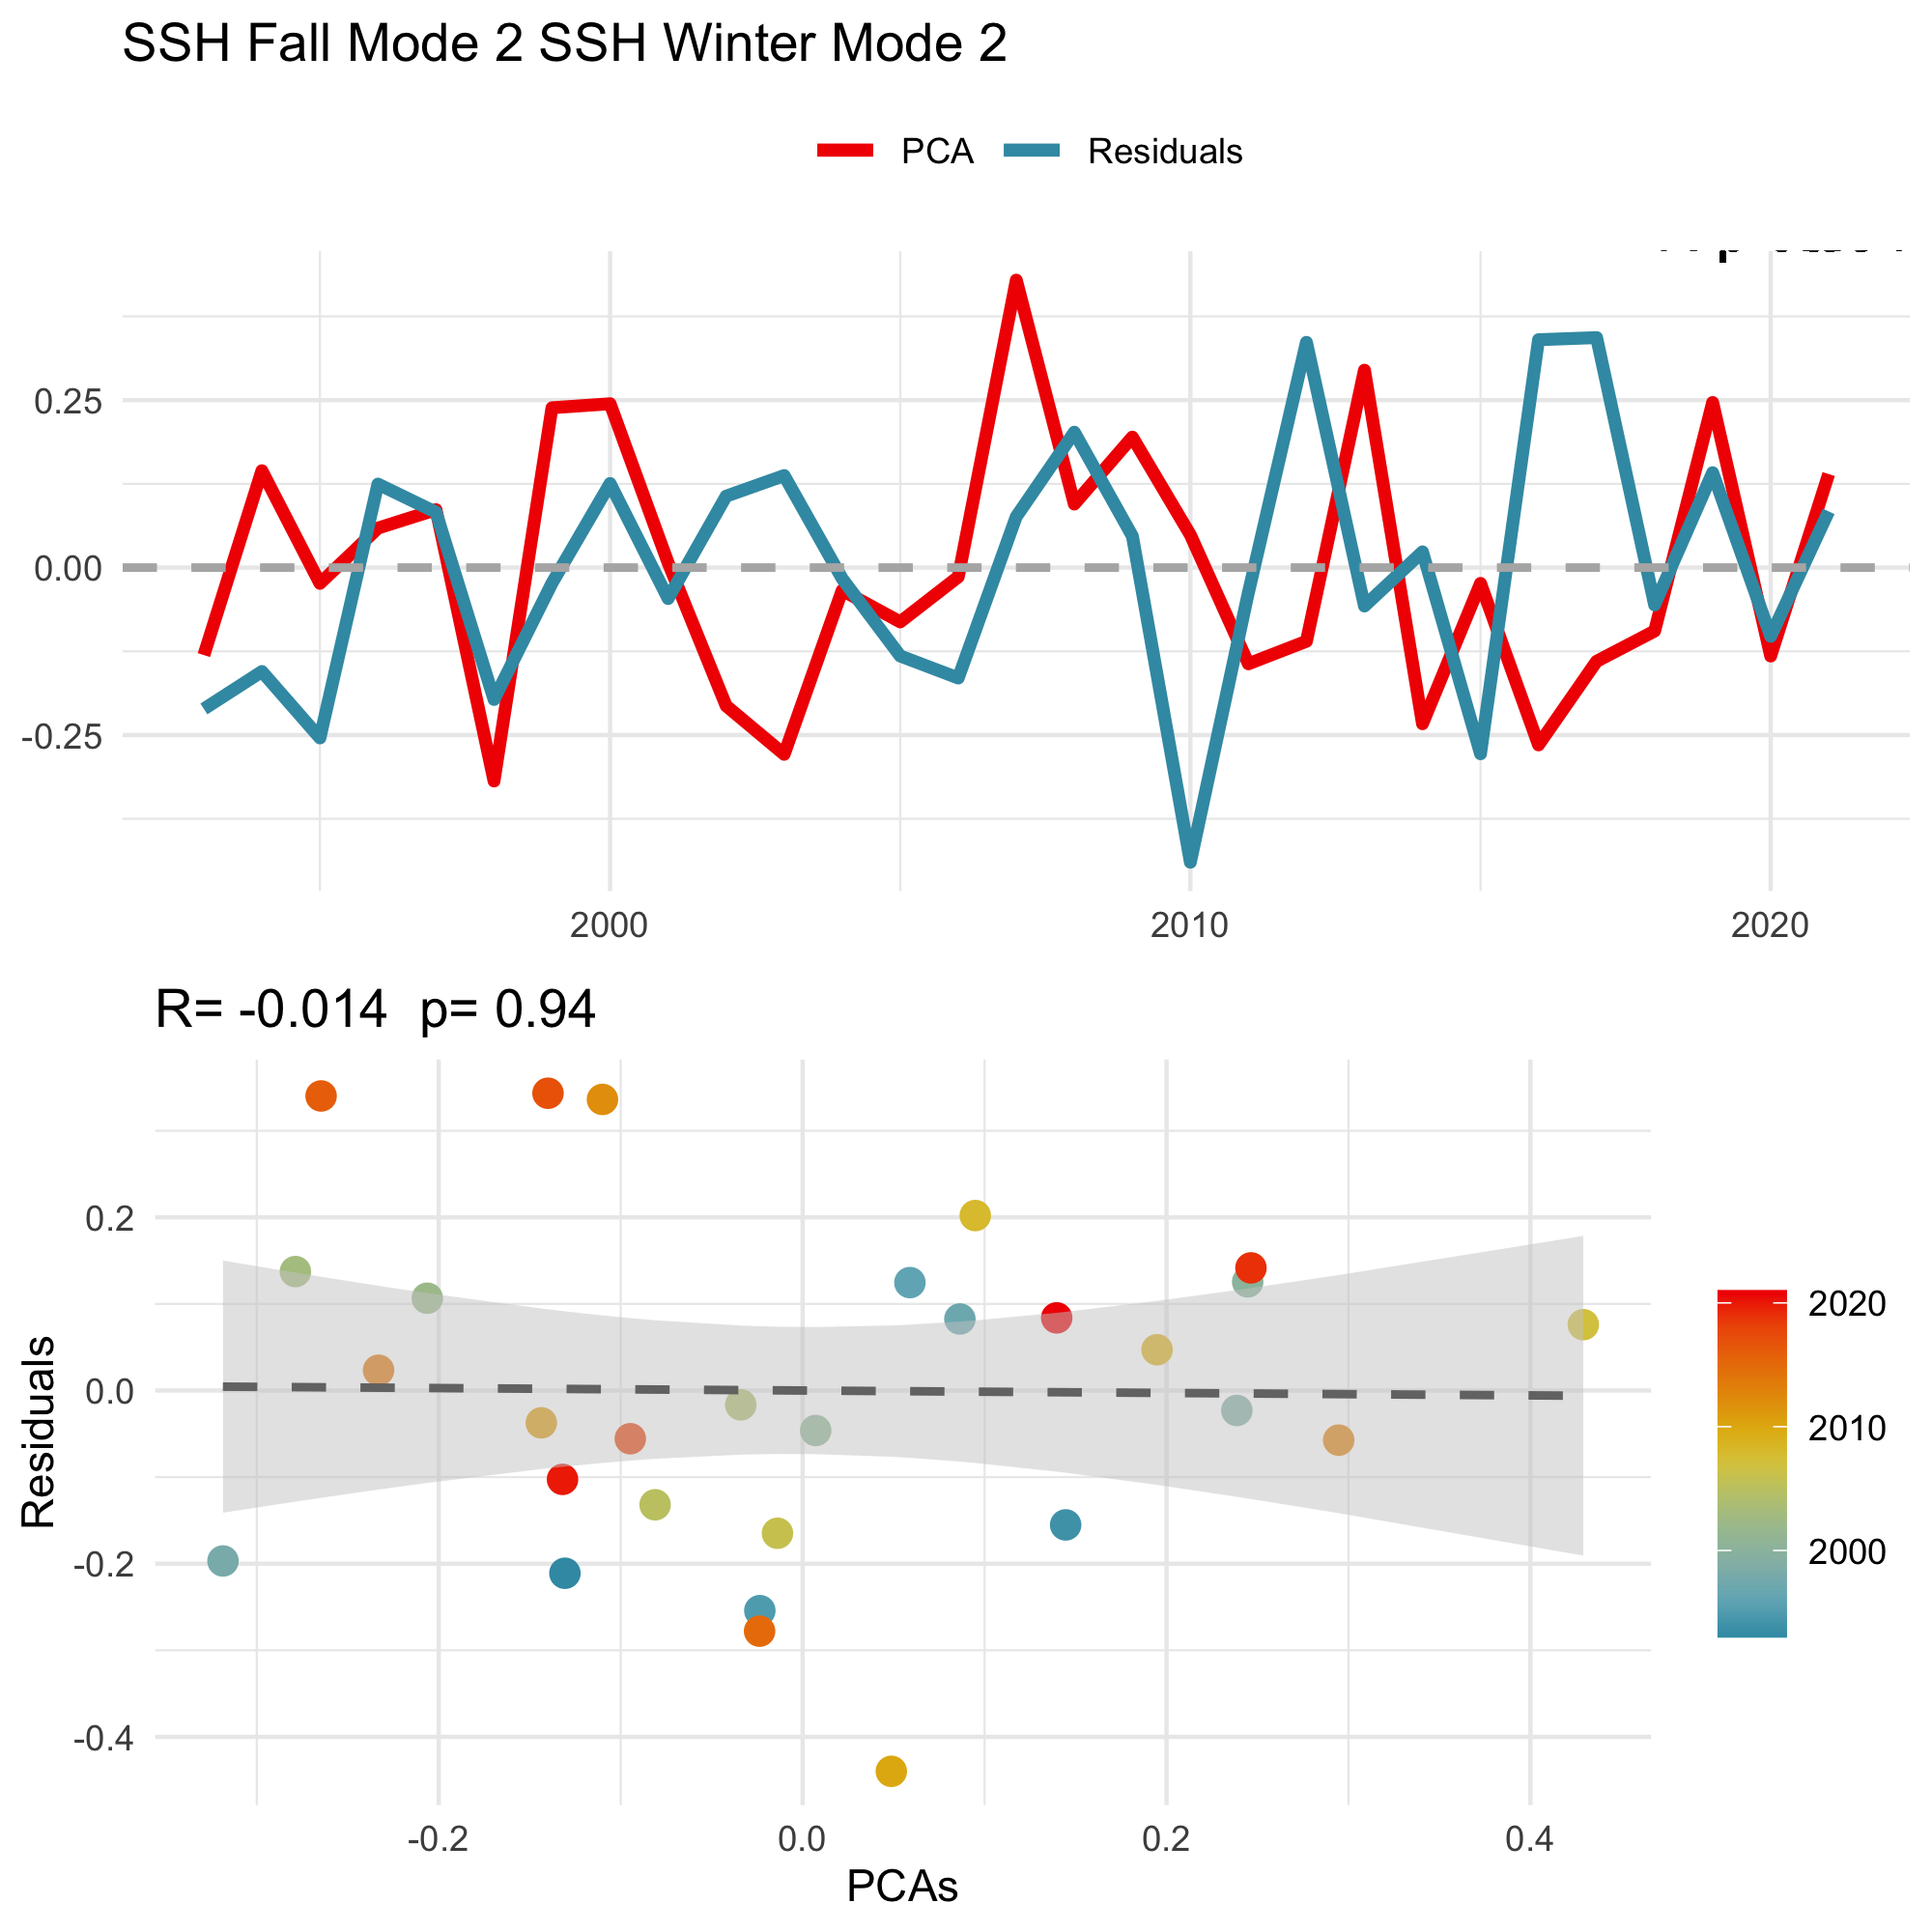 SSH Fall Mode 2 SSH Winter Mode 2
PCA Residuals
0.25
0.00
-0.25
2000 2010 2020
R= -0.014 p= 0.94
Residuals
0.2
0.0
-0.2
-0.4
-0.2 0.0 0.2 0.4
PCAs
2020
2010
2000